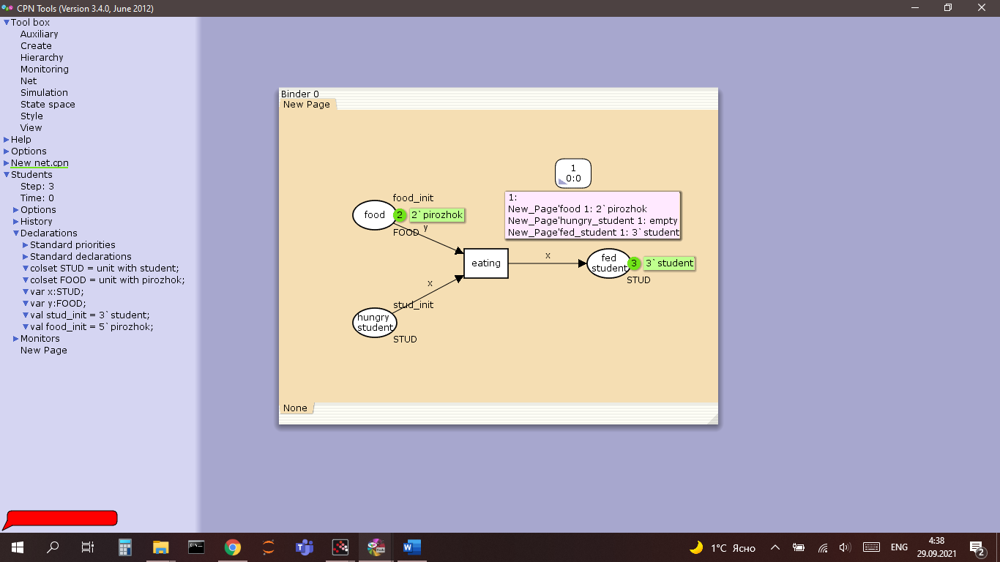 CPN Tools (Version 3.4.0, June 2012)
Tool box
Auxiliary
Create
Hierarchy
Monitoring
Net
Simulation
State space
Style
View
Help
Options
New net.cpn
Students
Step: 3
Time: 0
Options
History
Declarations
Standard priorities
Standard declarations
colset STUD = unit with student;
colset FOOD = unit with pirozhok;
var x:STUD;
var y:FOOD;
val stud_init = 3`student;
val food_init = 5`pirozhok;
Monitors
New Page
Binder 0
New Page
1
0:0
1:
New_Page'food 1: 2`pirozhok
New_Page'hungry_student 1: empty
New_Page'fed_student 1: 3`student
food_init
food
2
2`pirozhok
FOOD
y
eating
x
fed
student
3
3`student
STUD
x
stud_init
hungry
student
STUD
None
1°C Ясно
ENG
4:38
29.09.2021
2